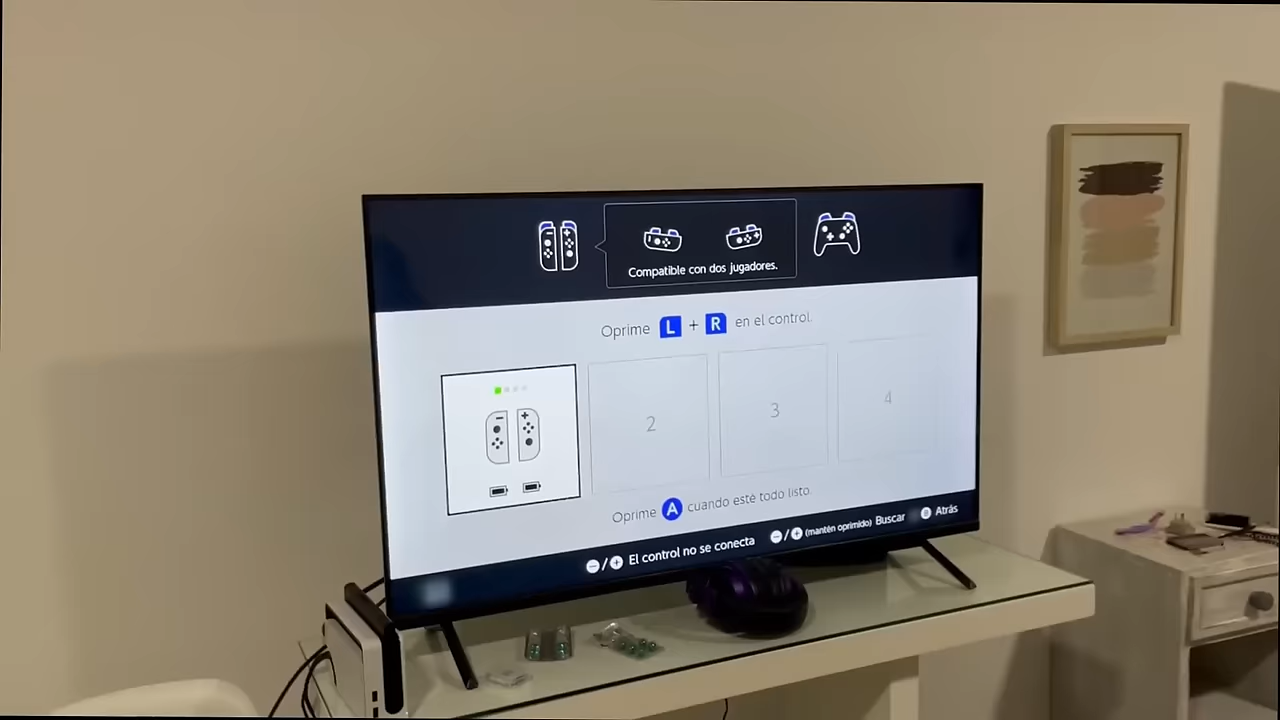 Compatible con dos jugadores.
Oprime L + R en el control.
2
3
4
Oprime A cuando esté todo listo.
-/+ El control no se conecta -/+ (mantén oprimido) Buscar B Atrás